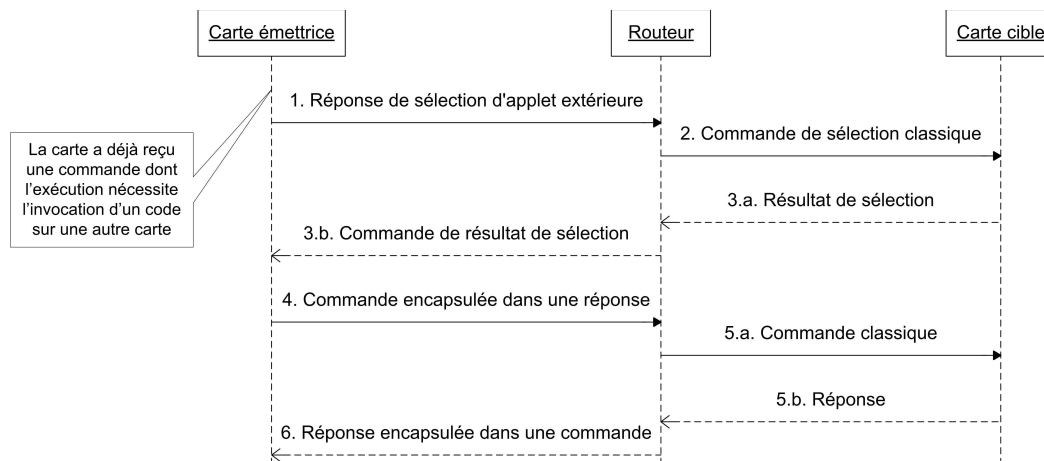 Carte émettrice
Routeur
Carte cible
1. Réponse de sélection d'applet extérieure
2. Commande de sélection classique
La carte a déjà reçu
une commande dont
l'exécution nécessite
l'invocation d'un code
sur une autre carte
3.a. Résultat de sélection
3.b. Commande de résultat de sélection
4. Commande encapsulée dans une réponse
5.a. Commande classique
5.b. Réponse
6. Réponse encapsulée dans une commande